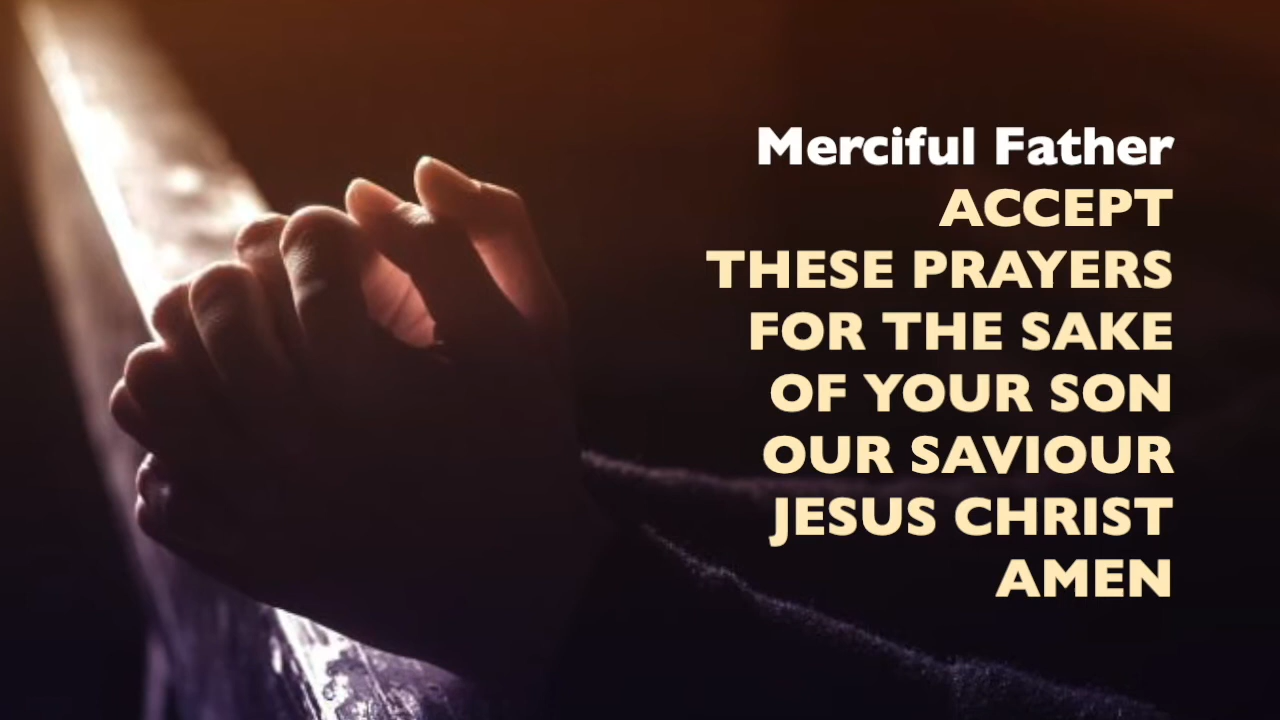 Merciful Father
ACCEPT
THESE PRAYERS
FOR THE SAKE
OF YOUR SON
OUR SAVIOUR
JESUS CHRIST
AMEN